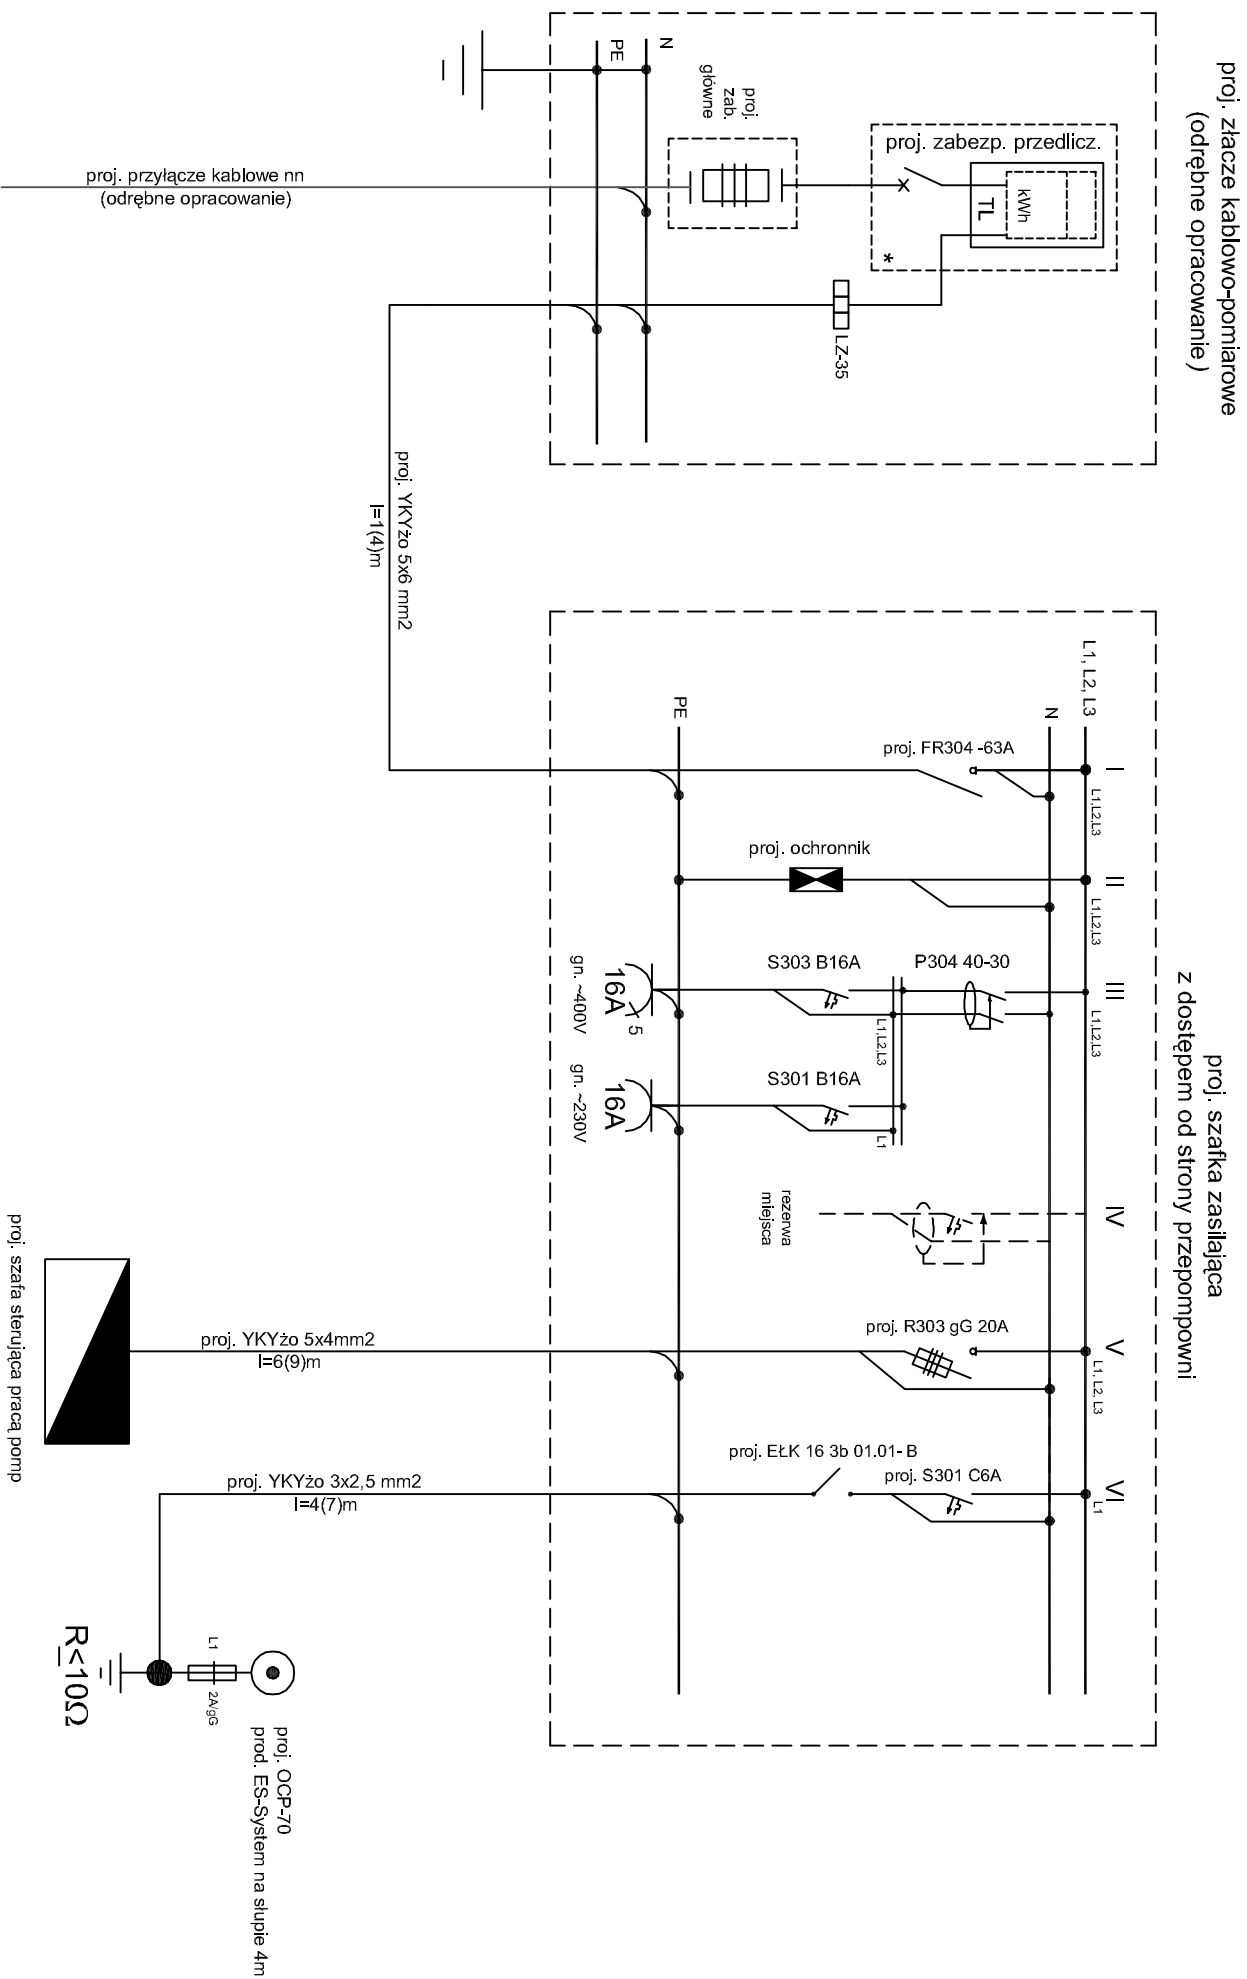 proj. złacze kablowo-pomiarowe
(odrębne opracowanie)
N
PE
proj.
zab.
główne
proj. zabezp. przedlicz.
kWh
TL
*
LZ-35
proj. przyłącze kablowe nn
(odrębne opracowanie)
proj. YKYżo 5x6 mm2
l=1(4)m
proj. szafka zasilająca
z dostępem od strony przepompowni
L1, L2, L3
N
PE
I
L1,L2,L3
proj. FR304 -63A
II
L1,L2,L3
proj. ochronnik
III
L1,L2,L3
P304 40-30
S303 B16A
L1,L2,L3
16A
5
gn. ~400V
S301 B16A
L1
16A
gn. ~230V
IV
rezerwa
miejsca
V
L1, L2, L3
proj. R303 gG 20A
proj. YKYżo 5x4mm2
l=6(9)m
proj. szafa sterująca pracą pomp
VI
L1
proj. S301 C6A
proj. EŁK 16 3b 01.01- B
proj. YKYżo 3x2,5 mm2
l=4(7)m
L1
2A/gG
R<10Ω
proj. OCP-70
prod. ES-System na słupie 4m